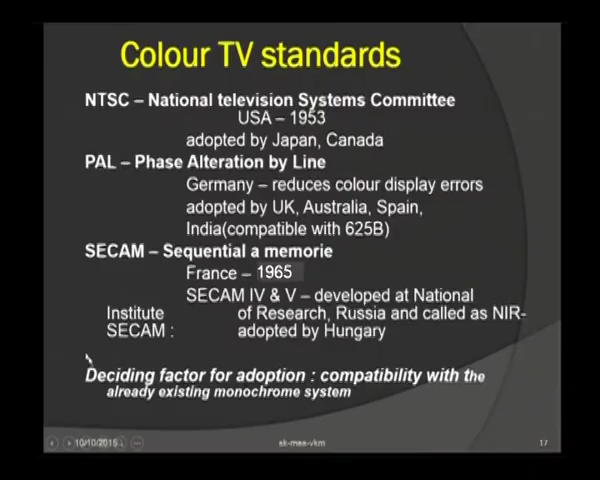 Colour TV standards
NTSC – National television Systems Committee
USA – 1953
adopted by Japan, Canada
PAL – Phase Alteration by Line
Germany – reduces colour display errors
adopted by UK, Australia, Spain,
India(compatible with 625B)
SECAM – Sequential a memorie
France – 1965
SECAM IV & V – developed at National
Institute of Research, Russia and called as NIR-
SECAM : adopted by Hungary
Deciding factor for adoption : compatibility with the
already existing monochrome system
10/10/2015 sk-maa-vkm 17